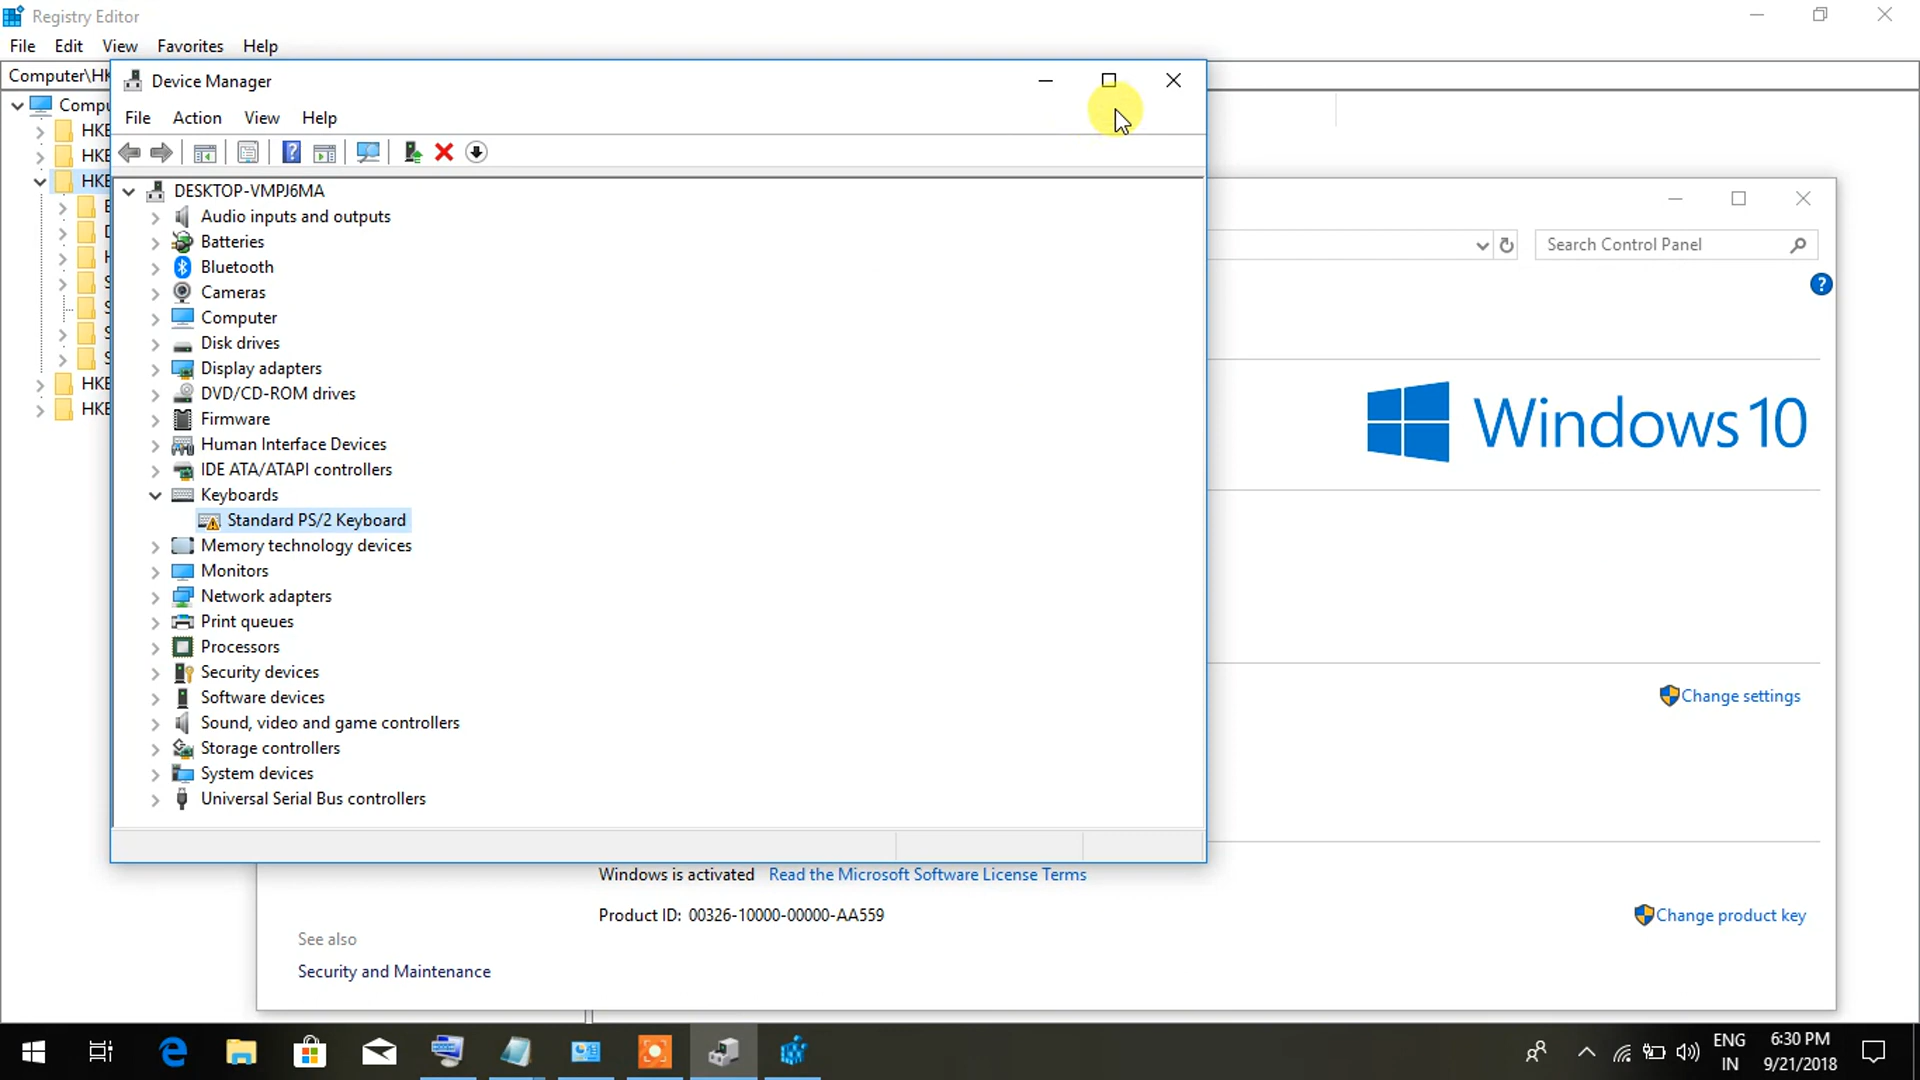 Registry Editor
File Edit View Favorites Help
Computer\HK
Device Manager
File Action View Help
Compu
HKE
HKE
HKE
HKE
HKE
DESKTOP-VMPJ6MA
Audio inputs and outputs
Batteries
Bluetooth
Cameras
Computer
Disk drives
Display adapters
DVD/CD-ROM drives
Firmware
Human Interface Devices
IDE ATA/ATAPI controllers
Keyboards
Standard PS/2 Keyboard
Memory technology devices
Monitors
Network adapters
Print queues
Processors
Security devices
Software devices
Sound, video and game controllers
Storage controllers
System devices
Universal Serial Bus controllers
Search Control Panel
?
Windows 10
Change settings
Windows is activated Read the Microsoft Software License Terms
Product ID: 00326-10000-00000-AA559
Change product key
See also
Security and Maintenance
ENG
IN
6:30 PM
9/21/2018